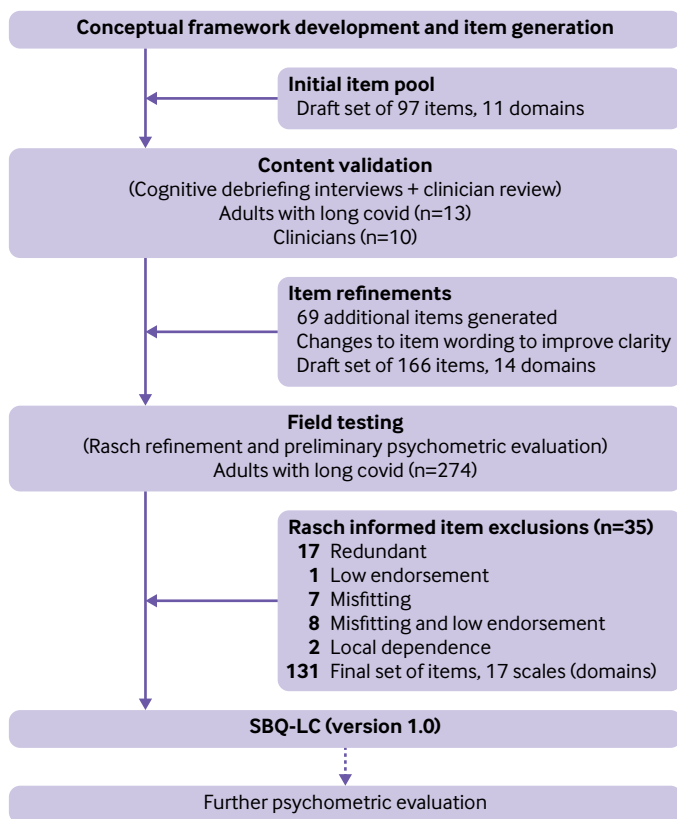 Conceptual framework development and item generation
Initial item pool
Draft set of 97 items, 11 domains
Content validation
(Cognitive debriefing interviews + clinician review)
Adults with long covid (n=13)
Clinicians (n=10)
Item refinements
69 additional items generated
Changes to item wording to improve clarity
Draft set of 166 items, 14 domains
Field testing
(Rasch refinement and preliminary psychometric evaluation)
Adults with long covid (n=274)
Rasch informed item exclusions (n=35)
17 Redundant
1 Low endorsement
7 Misfitting
8 Misfitting and low endorsement
2 Local dependence
131 Final set of items, 17 scales (domains)
SBQ-LC (version 1.0)
Further psychometric evaluation